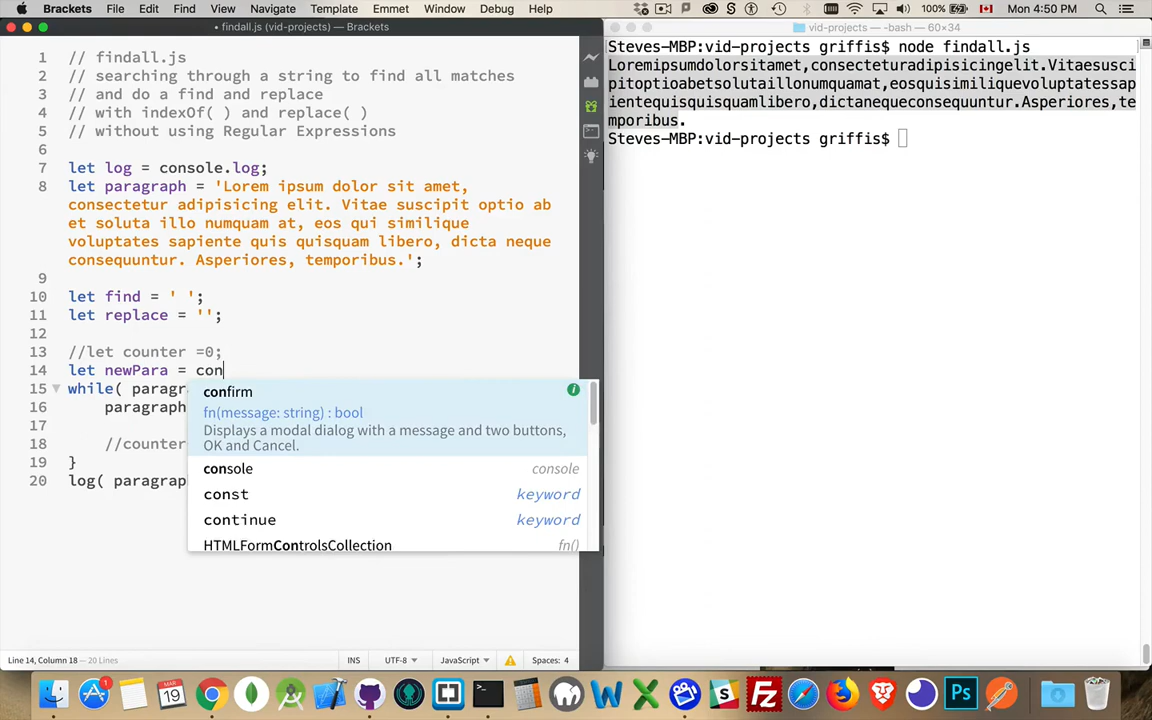 Brackets File Edit Find View Navigate Template Emmet Window Debug Help 100% Mon 4:50 PM
findall.js (vid-projects) — Brackets
vid-projects — -bash — 60×34
1 // findall.js
2 // searching through a string to find all matches
3 // and do a find and replace
4 // with indexOf( ) and replace( )
5 // without using Regular Expressions
6
7 let log = console.log;
8 let paragraph = 'Lorem ipsum dolor sit amet,
consectetur adipisicing elit. Vitae suscipit optio ab
et soluta illo numquam at, eos qui similique
voluptates sapiente quis quisquam libero, dicta neque
consequuntur. Asperiores, temporibus.';
9
10 let find = ' ';
11 let replace = '';
12
13 //let counter =0;
14 let newPara = con
15 while( paragr
16 paragraph
17
18 //counter
19 }
20 log( paragrap
confirm
fn(message: string) : bool
Displays a modal dialog with a message and two buttons,
OK and Cancel.
console console
const keyword
continue keyword
HTMLFormControlsCollection fn()
Line 14, Column 18 — 20 Lines
INS UTF-8 JavaScript Spaces: 4
Steves-MBP:vid-projects griffis$ node findall.js
Loremipsumdolorsitamet,consecteturadipisicingelit.Vitaesusci
pitoptioabetsolutaillonumquamat,eosquisimiliquevoluptatessap
ientequisquisquamlibero,dictanequeconsequuntur.Asperiores,te
mporibus.
Steves-MBP:vid-projects griffis$
1
MAR
19